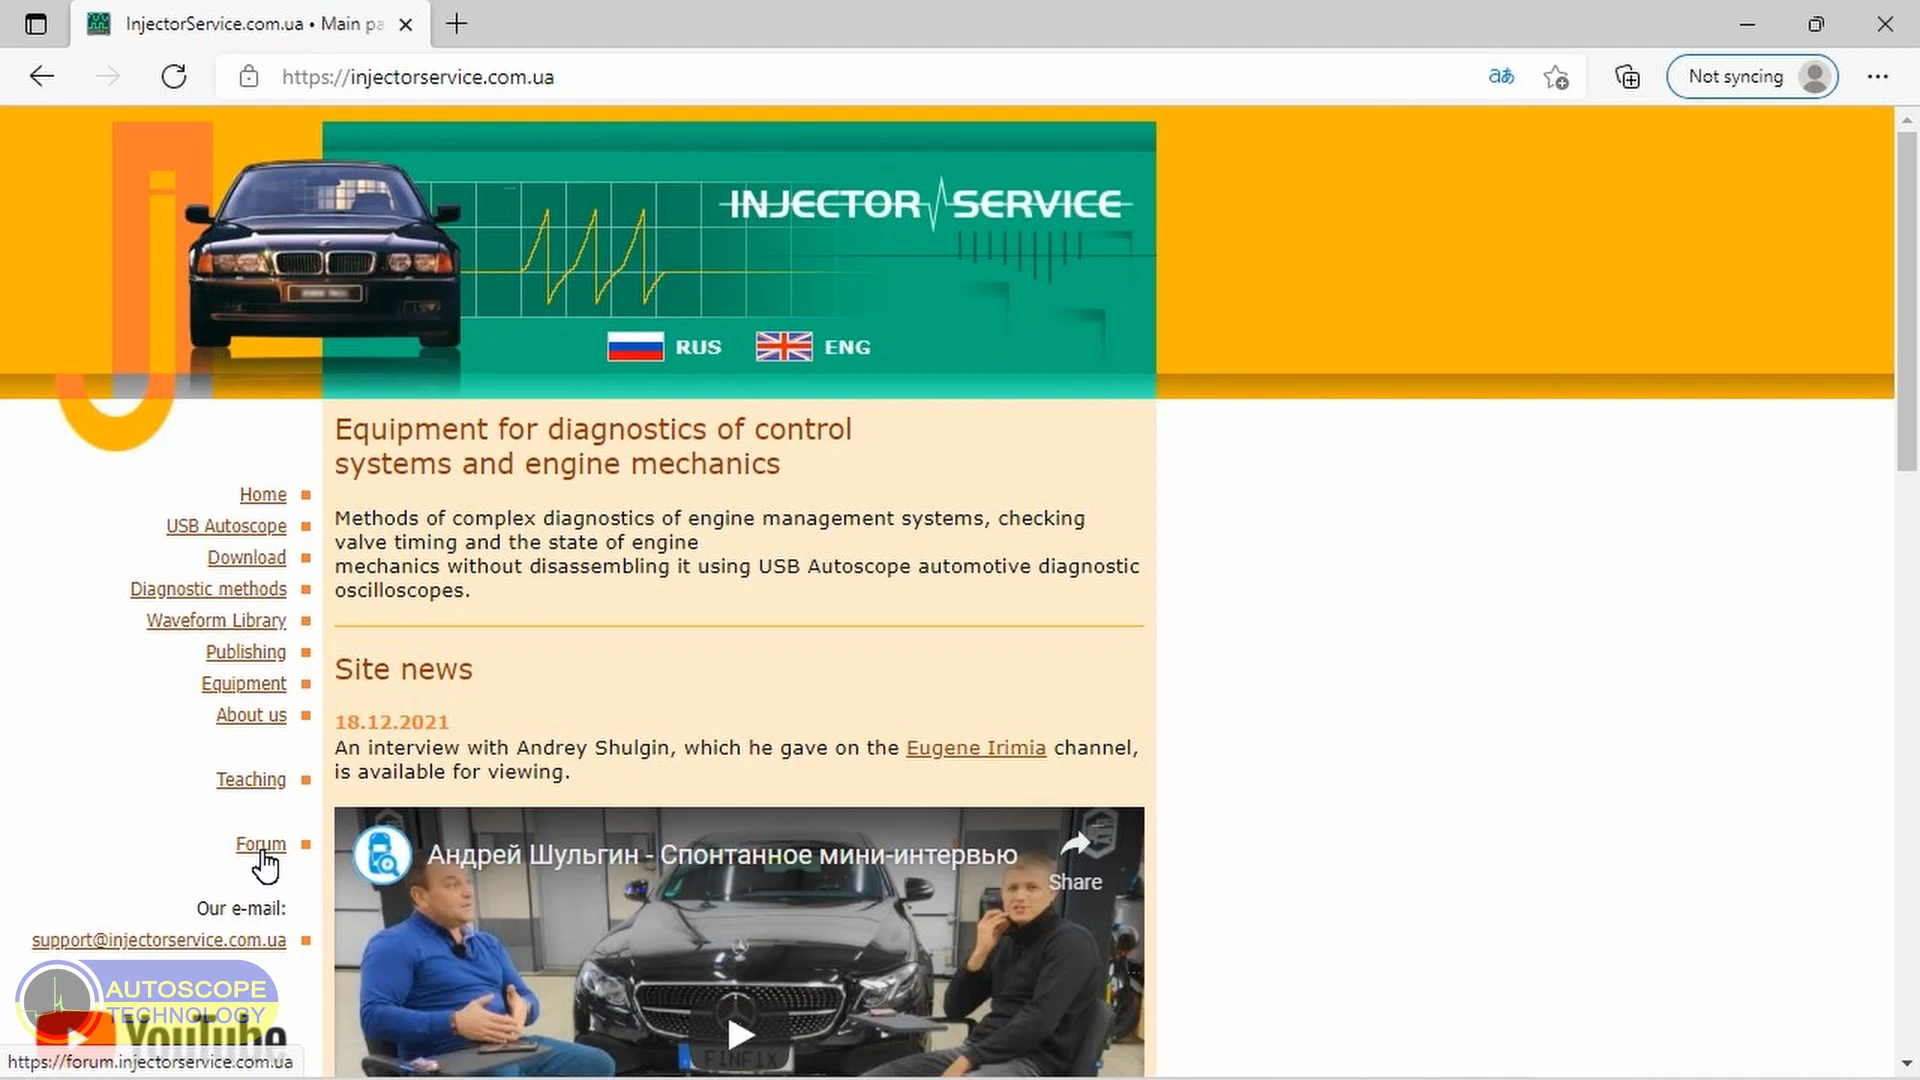 InjectorService.com.ua • Main pa
https://injectorservice.com.ua
aあ
Not syncing
INJECTOR SERVICE
RUS
ENG
Equipment for diagnostics of control
systems and engine mechanics
Methods of complex diagnostics of engine management systems, checking
valve timing and the state of engine
mechanics without disassembling it using USB Autoscope automotive diagnostic
oscilloscopes.
Site news
18.12.2021
An interview with Andrey Shulgin, which he gave on the Eugene Irimia channel,
is available for viewing.
Андрей Шульгин - Спонтанное мини-интервью
Share
FINFIX
Home
USB Autoscope
Download
Diagnostic methods
Waveform Library
Publishing
Equipment
About us
Teaching
Forum
Our e-mail:
support@injectorservice.com.ua
AUTOSCOPE
TECHNOLOGY
YouTube
https://forum.injectorservice.com.ua